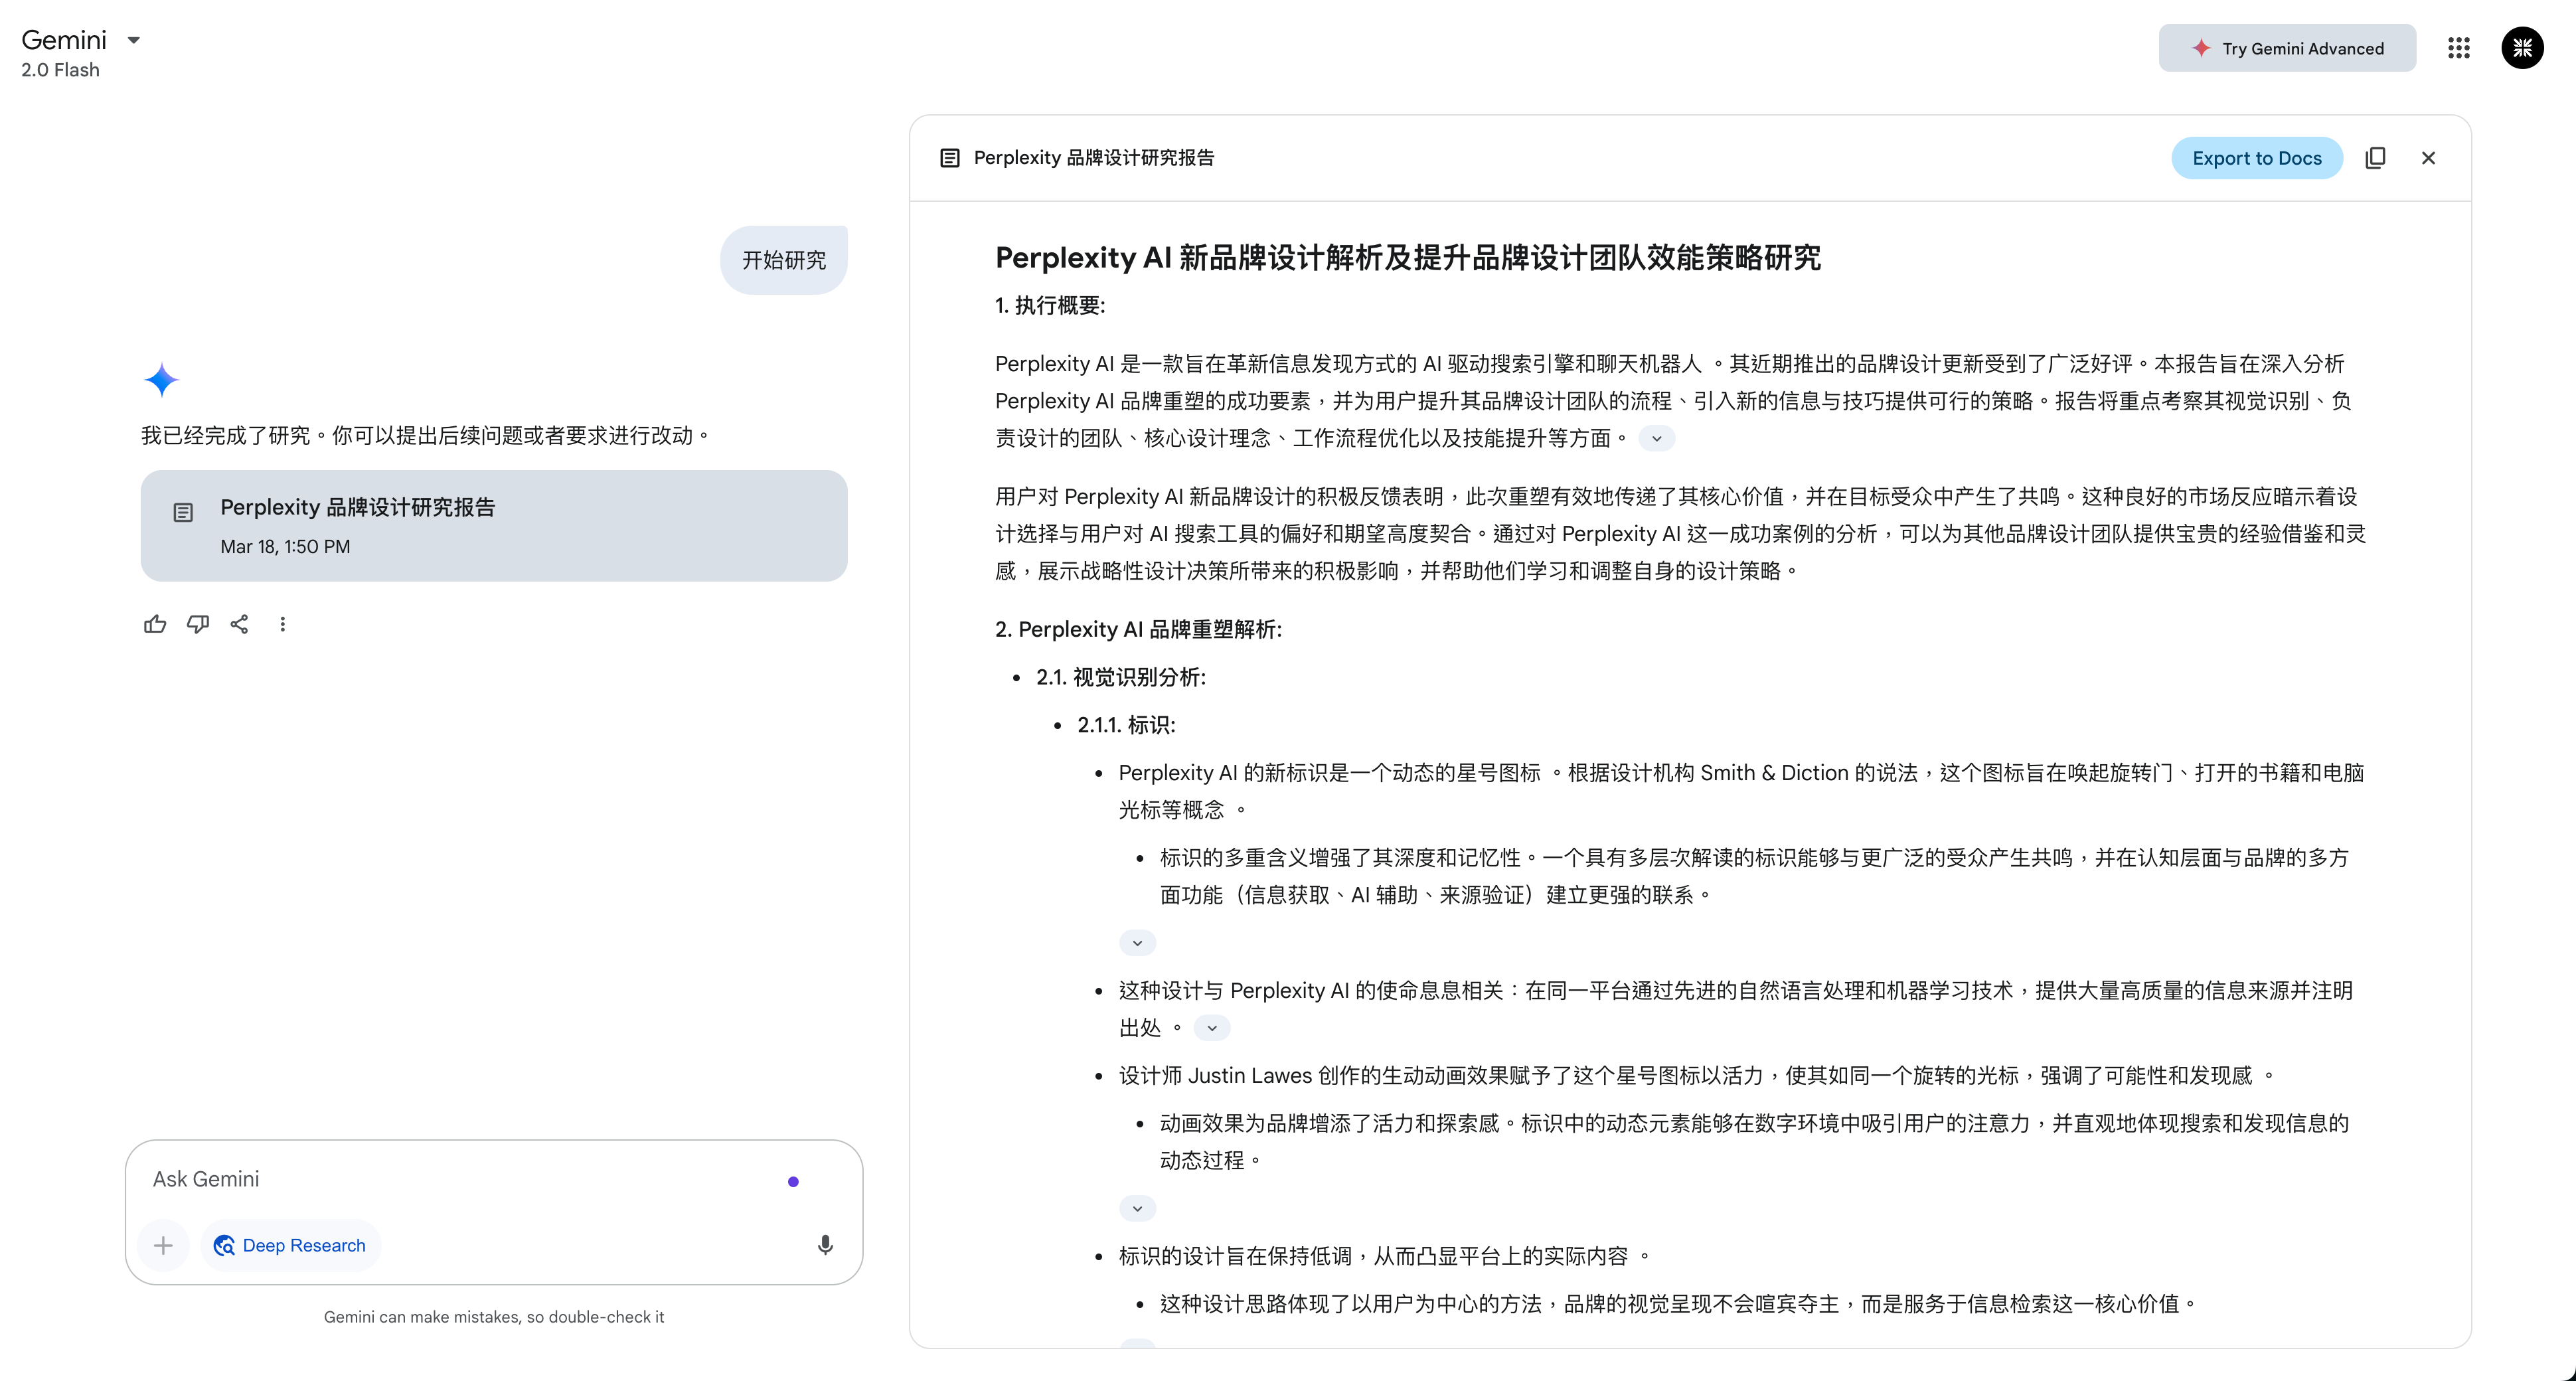 Gemini
2.0 Flash
Try Gemini Advanced
开始研究
我已经完成了研究。你可以提出后续问题或者要求进行改动。
Perplexity 品牌设计研究报告
Mar 18, 1:50 PM
Ask Gemini
Deep Research
Gemini can make mistakes, so double-check it
Perplexity 品牌设计研究报告
Export to Docs
Perplexity AI 新品牌设计解析及提升品牌设计团队效能策略研究
1. 执行概要:
Perplexity AI 是一款旨在革新信息发现方式的 AI 驱动搜索引擎和聊天机器人 。其近期推出的品牌设计更新受到了广泛好评。本报告旨在深入分析
Perplexity AI 品牌重塑的成功要素，并为用户提升其品牌设计团队的流程、引入新的信息与技巧提供可行的策略。报告将重点考察其视觉识别、负
责设计的团队、核心设计理念、工作流程优化以及技能提升等方面。
用户对 Perplexity AI 新品牌设计的积极反馈表明，此次重塑有效地传递了其核心价值，并在目标受众中产生了共鸣。这种良好的市场反应暗示着设
计选择与用户对 AI 搜索工具的偏好和期望高度契合。通过对 Perplexity AI 这一成功案例的分析，可以为其他品牌设计团队提供宝贵的经验借鉴和灵
感，展示战略性设计决策所带来的积极影响，并帮助他们学习和调整自身的设计策略。
2. Perplexity AI 品牌重塑解析:
• 2.1. 视觉识别分析:
• 2.1.1. 标识:
• Perplexity AI 的新标识是一个动态的星号图标 。根据设计机构 Smith & Diction 的说法，这个图标旨在唤起旋转门、打开的书籍和电脑
光标等概念 。
• 标识的多重含义增强了其深度和记忆性。一个具有多层次解读的标识能够与更广泛的受众产生共鸣，并在认知层面与品牌的多方
面功能（信息获取、AI 辅助、来源验证）建立更强的联系。
• 这种设计与 Perplexity AI 的使命息息相关：在同一平台通过先进的自然语言处理和机器学习技术，提供大量高质量的信息来源并注明
出处 。
• 设计师 Justin Lawes 创作的生动动画效果赋予了这个星号图标以活力，使其如同一个旋转的光标，强调了可能性和发现感 。
• 动画效果为品牌增添了活力和探索感。标识中的动态元素能够在数字环境中吸引用户的注意力，并直观地体现搜索和发现信息的
动态过程。
• 标识的设计旨在保持低调，从而凸显平台上的实际内容 。
• 这种设计思路体现了以用户为中心的方法，品牌的视觉呈现不会喧宾夺主，而是服务于信息检索这一核心价值。